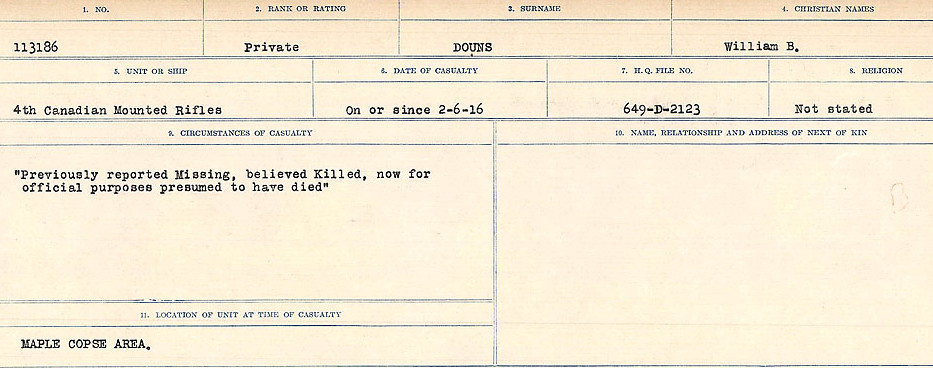 1. NO.
2. RANK OR RATING
3. SURNAME
4. CHRISTIAN NAMES
113186
Private
DOUNS
William B.
5. UNIT OR SHIP
6. DATE OF CASUALTY
7. H.Q. FILE NO.
8. RELIGION
4th Canadian Mounted Rifles
On or since 2-6-16
649-D-2123
Not stated
9. CIRCUMSTANCES OF CASUALTY
"Previously reported Missing, believed Killed, now for
official purposes presumed to have died"
10. NAME, RELATIONSHIP AND ADDRESS OF NEXT OF KIN
11. LOCATION OF UNIT AT TIME OF CASUALTY
MAPLE COPSE AREA.